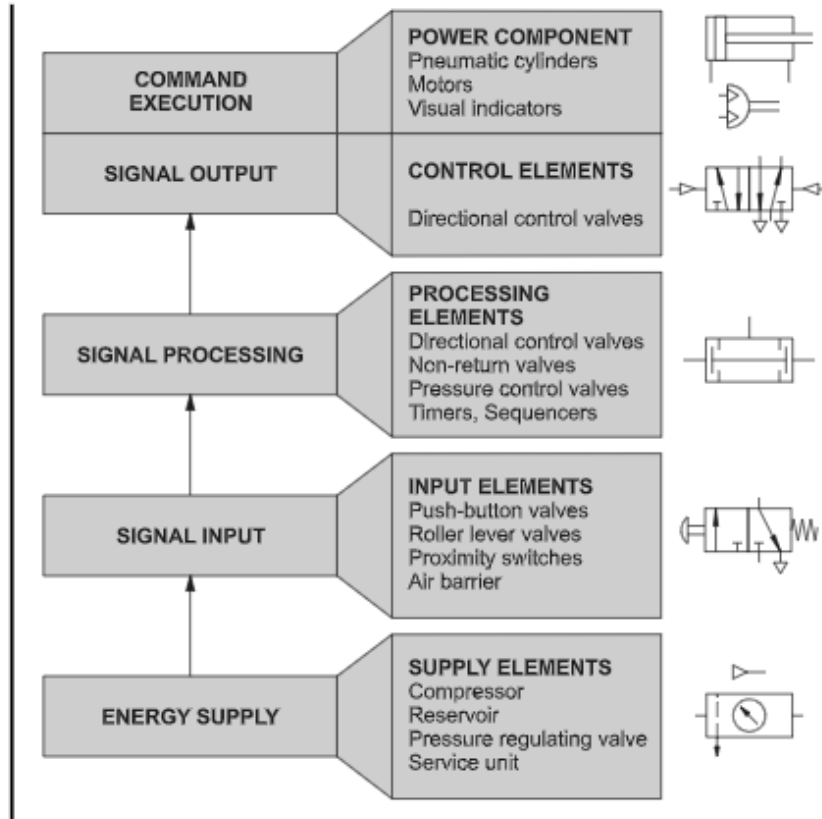 COMMAND
EXECUTION
POWER COMPONENT
Pneumatic cylinders
Motors
Visual indicators
SIGNAL OUTPUT
CONTROL ELEMENTS
Directional control valves
SIGNAL PROCESSING
PROCESSING
ELEMENTS
Directional control valves
Non-return valves
Pressure control valves
Timers, Sequencers
SIGNAL INPUT
INPUT ELEMENTS
Push-button valves
Roller lever valves
Proximity switches
Air barrier
ENERGY SUPPLY
SUPPLY ELEMENTS
Compressor
Reservoir
Pressure regulating valve
Service unit